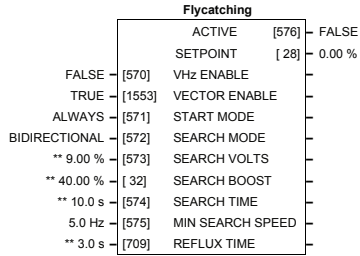 Flycatching
ACTIVE [576] – FALSE
SETPOINT [ 28] – 0.00 %
FALSE – [570] VHz ENABLE –
TRUE – [1553] VECTOR ENABLE –
ALWAYS – [571] START MODE –
BIDIRECTIONAL – [572] SEARCH MODE –
** 9.00 % – [573] SEARCH VOLTS –
** 40.00 % – [ 32] SEARCH BOOST –
** 10.0 s – [574] SEARCH TIME –
5.0 Hz – [575] MIN SEARCH SPEED –
** 3.0 s – [709] REFLUX TIME –